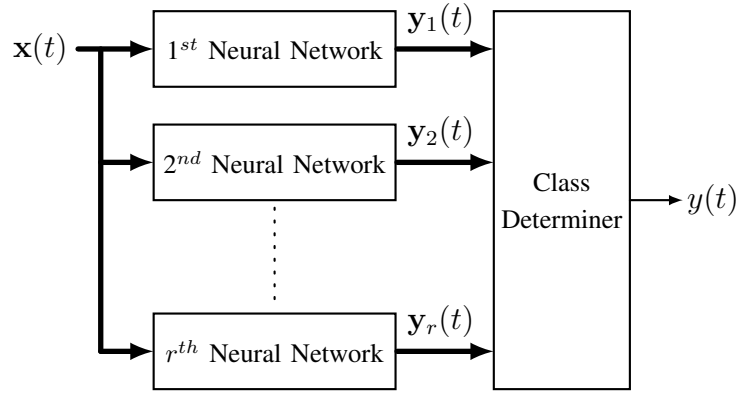 x(t)
1st Neural Network
y1(t)
2nd Neural Network
y2(t)
Class
Determiner
y(t)
rth Neural Network
yr(t)